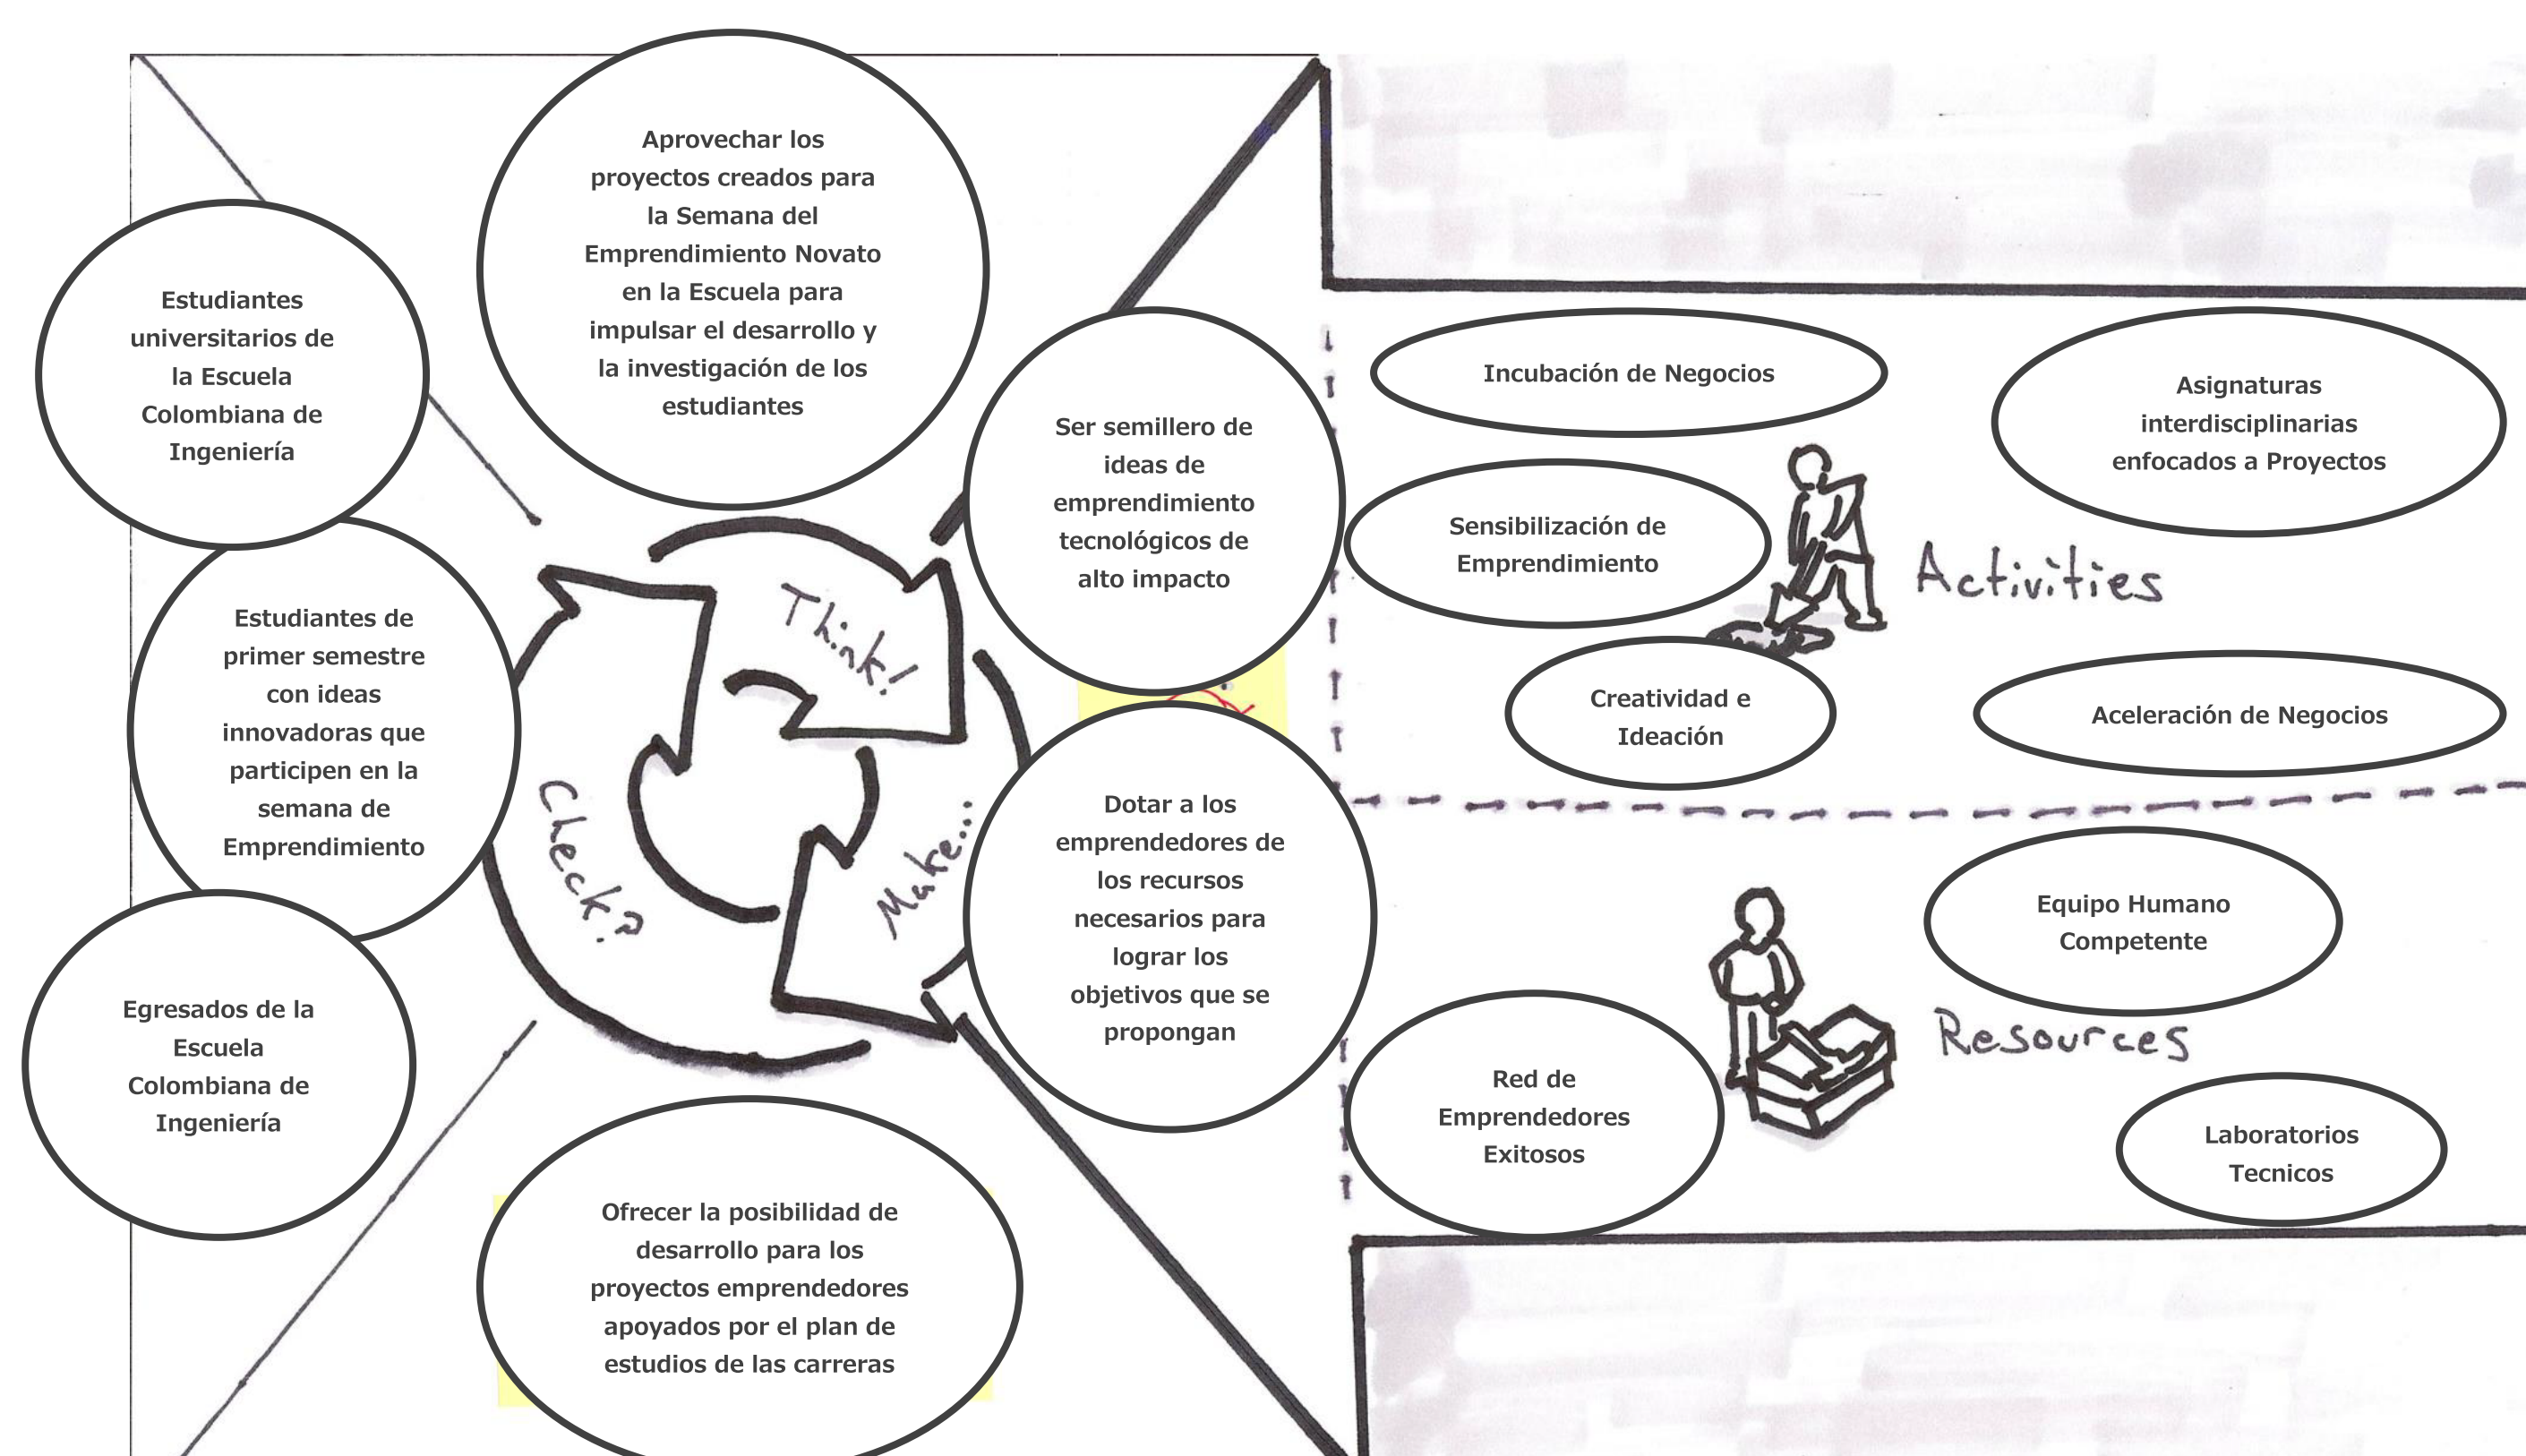 Aprovechar los
proyectos creados para
la Semana del
Emprendimiento Novato
en la Escuela para
impulsar el desarrollo y
la investigación de los
estudiantes
Estudiantes
universitarios de
la Escuela
Colombiana de
Ingeniería
Estudiantes de
primer semestre
con ideas
innovadoras que
participen en la
semana de
Emprendimiento
Egresados de la
Escuela
Colombiana de
Ingeniería
Think!
Check?
Make...
Ser semillero de
ideas de
emprendimiento
tecnológicos de
alto impacto
Dotar a los
emprendedores de
los recursos
necesarios para
lograr los
objetivos que se
propongan
Ofrecer la posibilidad de
desarrollo para los
proyectos emprendedores
apoyados por el plan de
estudios de las carreras
Incubación de Negocios
Asignaturas
interdisciplinarias
enfocados a Proyectos
Sensibilización de
Emprendimiento
Activities
Creatividad e
Ideación
Aceleración de Negocios
Equipo Humano
Competente
Resources
Red de
Emprendedores
Exitosos
Laboratorios
Tecnicos